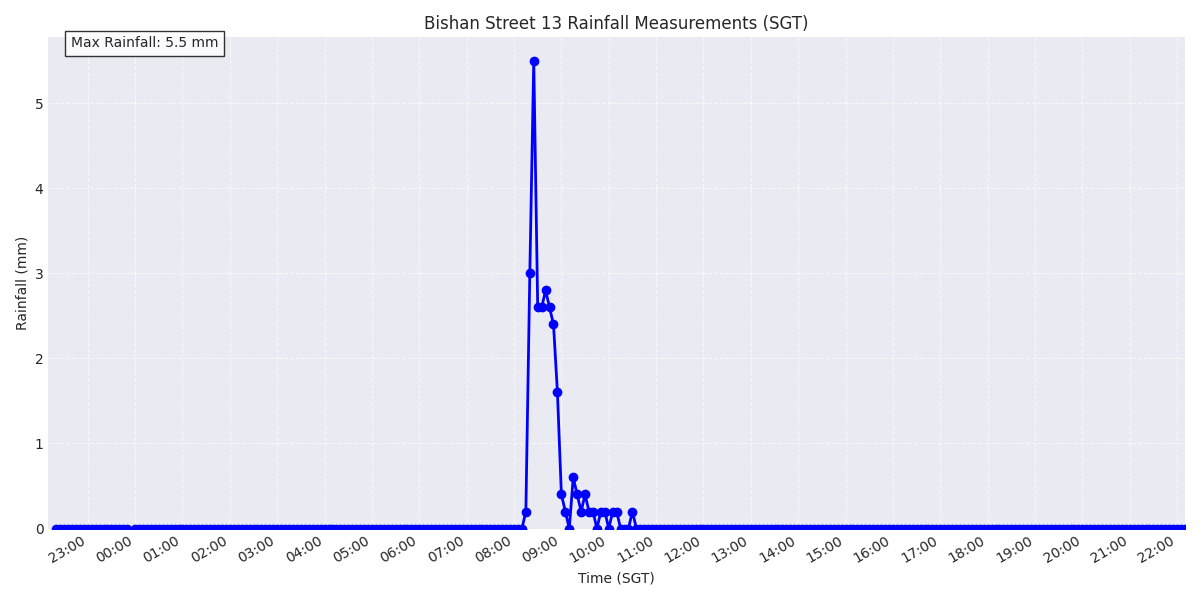 Bishan Street 13 Rainfall Measurements (SGT)
Max Rainfall: 5.5 mm
Rainfall (mm)
5
4
3
2
1
0
23:00 00:00 01:00 02:00 03:00 04:00 05:00 06:00 07:00 08:00 09:00 10:00 11:00 12:00 13:00 14:00 15:00 16:00 17:00 18:00 19:00 20:00 21:00 22:00
Time (SGT)